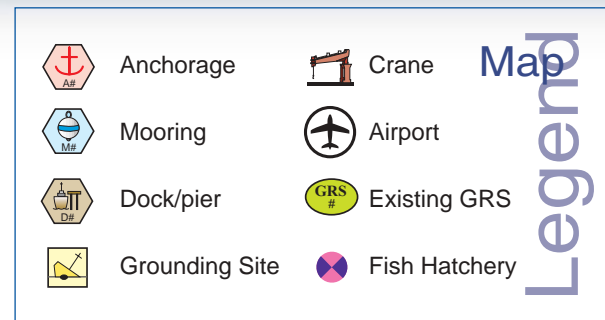 Map
Legend
A#
Anchorage
Crane
M#
Mooring
Airport
D#
Dock/pier
GRS
#
Existing GRS
Grounding Site
Fish Hatchery